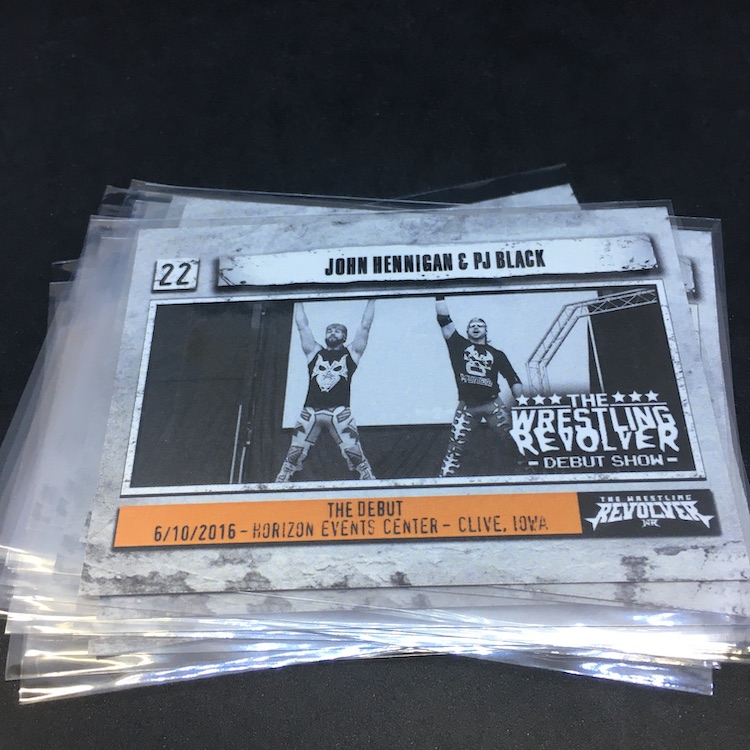 22
JOHN HENNIGAN & PJ BLACK
THE
WRESTLING
REVOLVER
- DEBUT SHOW -
THE DEBUT
6/10/2016 - HORIZON EVENTS CENTER - CLIVE, IOWA
THE WRESTLING
REVOLVER